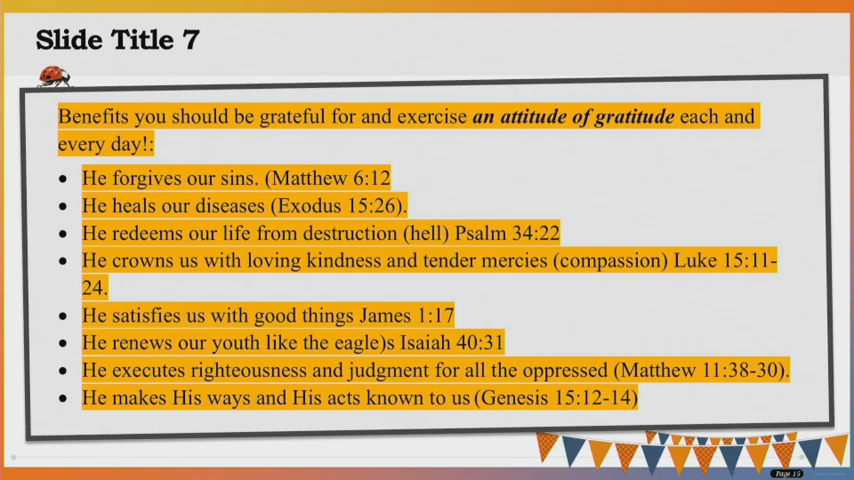 Slide Title 7
Benefits you should be grateful for and exercise an attitude of gratitude each and
every day!:
• He forgives our sins. (Matthew 6:12
• He heals our diseases (Exodus 15:26).
• He redeems our life from destruction (hell) Psalm 34:22
• He crowns us with loving kindness and tender mercies (compassion) Luke 15:11-
24.
• He satisfies us with good things James 1:17
• He renews our youth like the eagle)s Isaiah 40:31
• He executes righteousness and judgment for all the oppressed (Matthew 11:38-30).
• He makes His ways and His acts known to us (Genesis 15:12-14)
Page 15